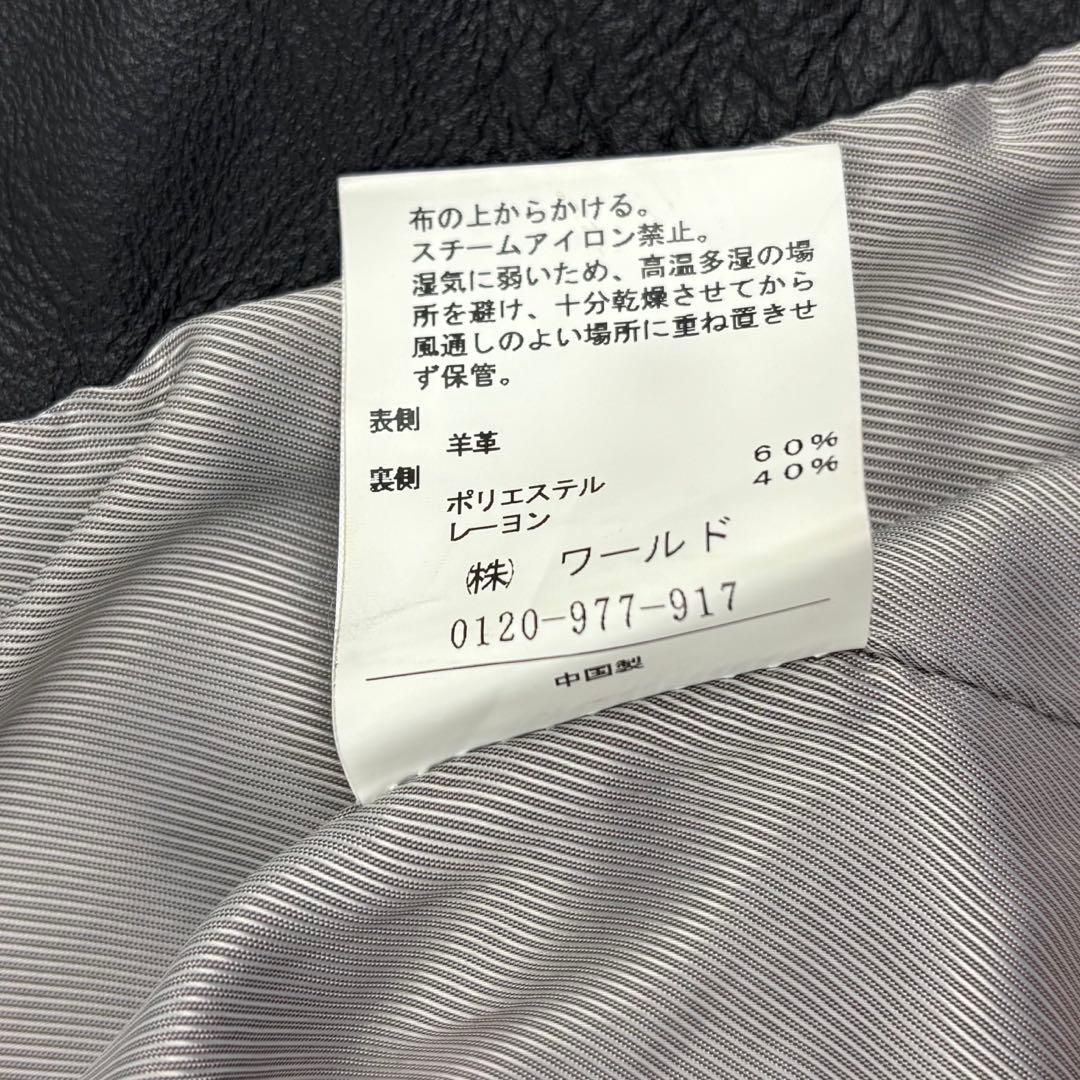 布の上からかける。
スチームアイロン禁止。
湿気に弱いため、高温多湿の場
所を避け、十分乾燥させてから
風通しのよい場所に重ね置きせ
ず保管。
表側
羊革
裏側
ポリエステル 60%
レーヨン 40%
(株) ワールド
0120-977-917
中国製